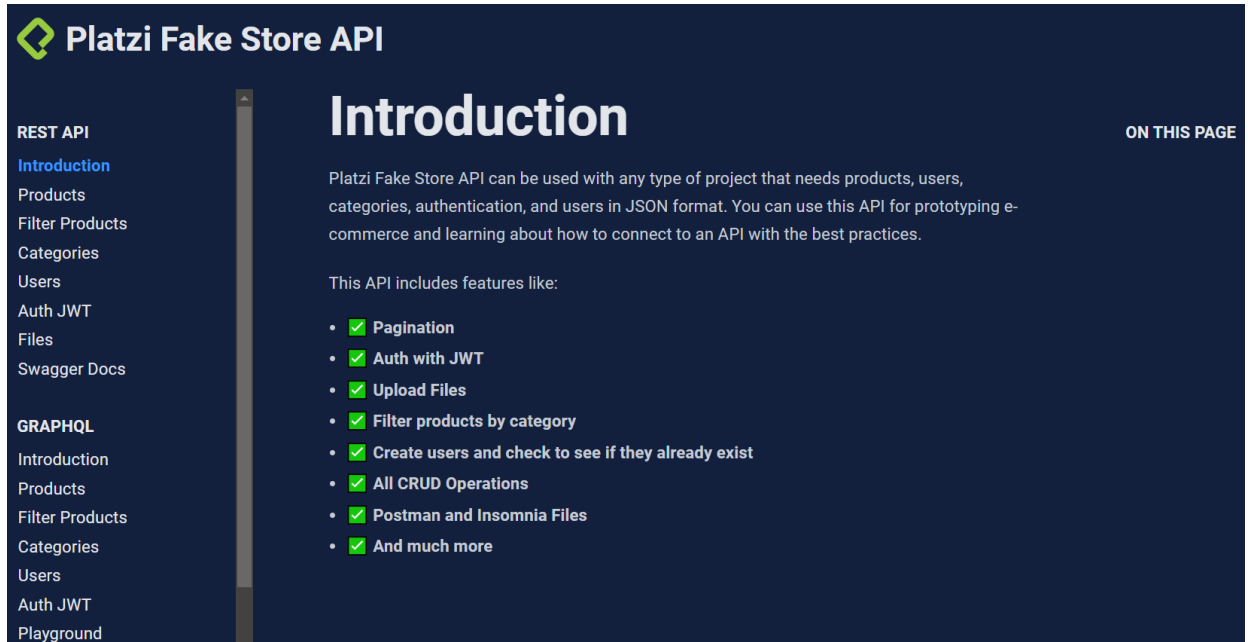 Platzi Fake Store API
REST API
Introduction
Products
Filter Products
Categories
Users
Auth JWT
Files
Swagger Docs
GRAPHQL
Introduction
Products
Filter Products
Categories
Users
Auth JWT
Playground
Introduction
Platzi Fake Store API can be used with any type of project that needs products, users,
categories, authentication, and users in JSON format. You can use this API for prototyping e-
commerce and learning about how to connect to an API with the best practices.
This API includes features like:
• ✅ Pagination
• ✅ Auth with JWT
• ✅ Upload Files
• ✅ Filter products by category
• ✅ Create users and check to see if they already exist
• ✅ All CRUD Operations
• ✅ Postman and Insomnia Files
• ✅ And much more
ON THIS PAGE